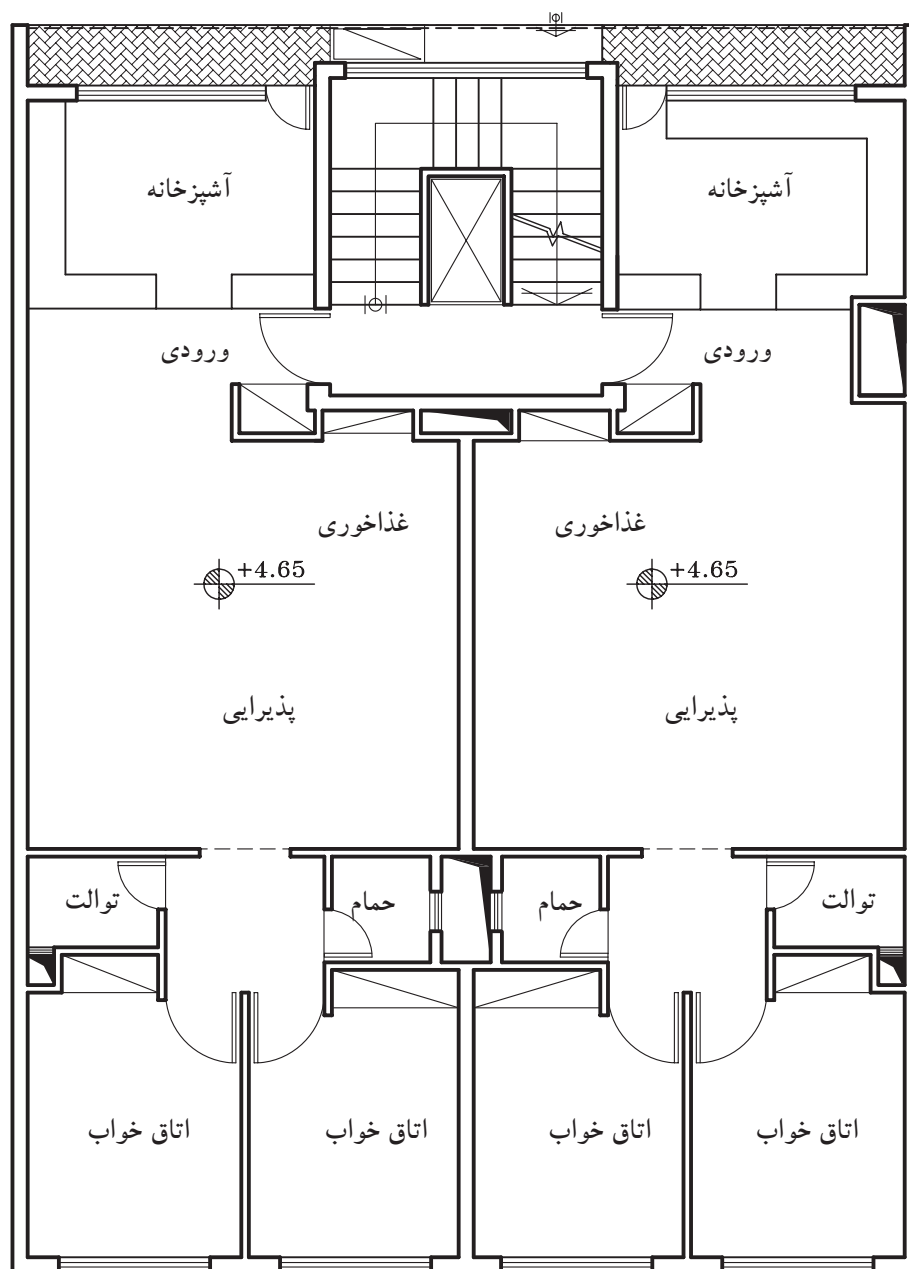 آشپزخانه
آشپزخانه
ورودی
ورودی
غذاخوری
غذاخوری
+4.65
+4.65
پذیرایی
پذیرایی
توالت
حمام
حمام
توالت
اتاق خواب
اتاق خواب
اتاق خواب
اتاق خواب